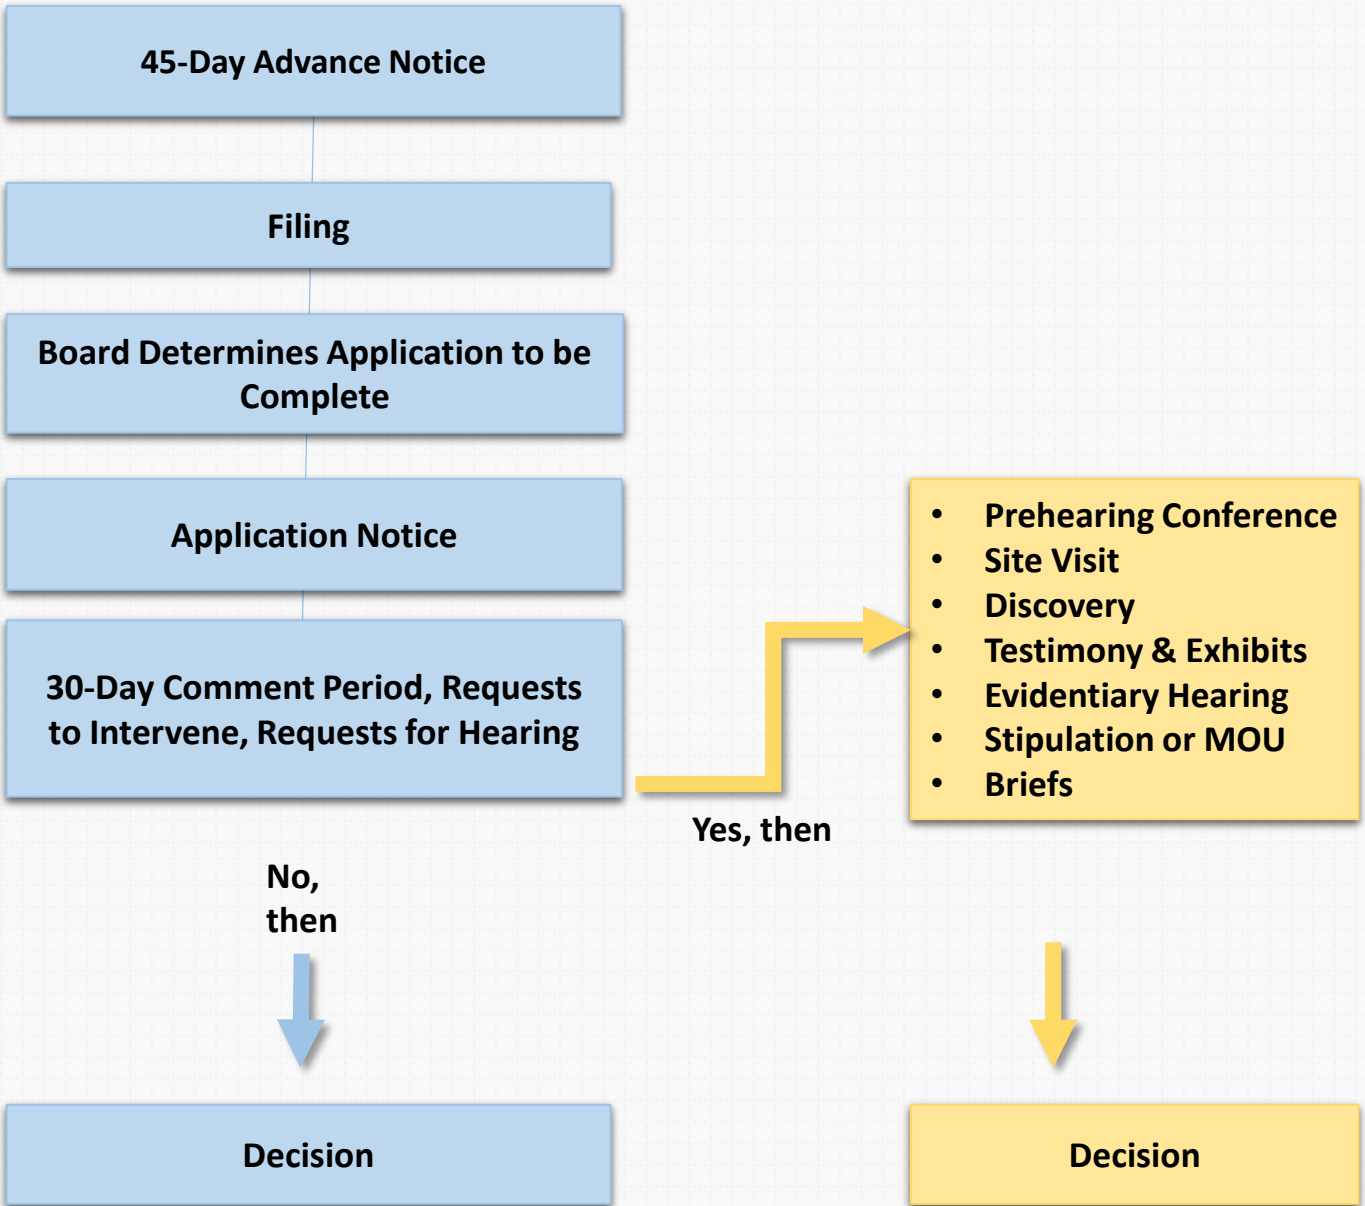 45-Day Advance Notice
Filing
Board Determines Application to be
Complete
Application Notice
30-Day Comment Period, Requests
to Intervene, Requests for Hearing
Yes, then
• Prehearing Conference
• Site Visit
• Discovery
• Testimony & Exhibits
• Evidentiary Hearing
• Stipulation or MOU
• Briefs
No,
then
Decision
Decision